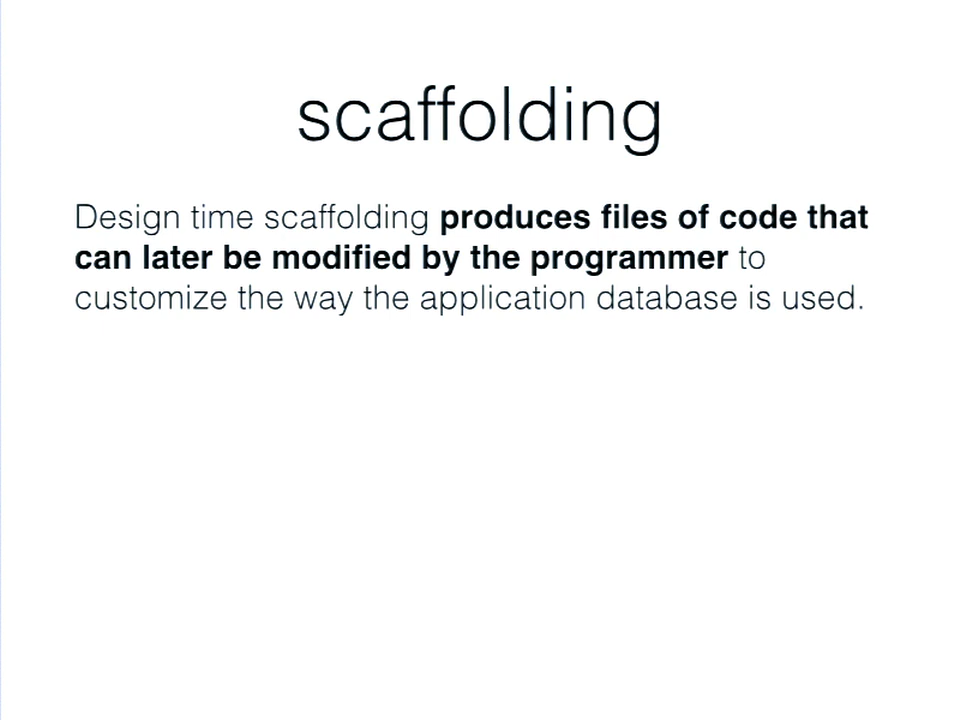 scaffolding
Design time scaffolding produces files of code that
can later be modified by the programmer to
customize the way the application database is used.